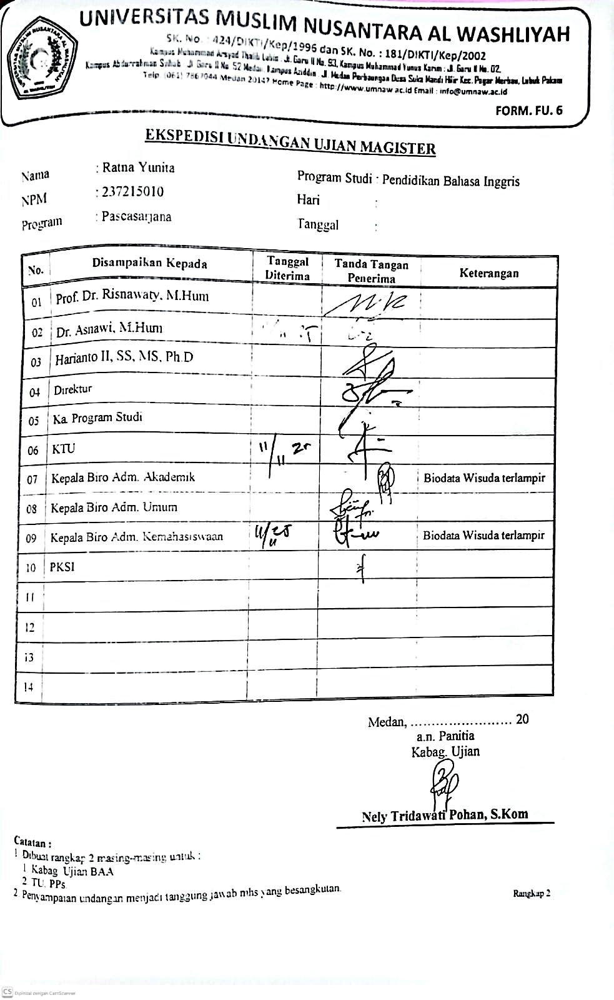 UNIVERSITAS MUSLIM NUSANTARA AL WASHLIYAH
SK. No. : 424/DIKTI/Kep/1996 dan SK. No. : 181/DIKTI/Kep/2002
Kampus Muhammad Arsyad Thalib Lubis : Jl. Garu II No. 93, Kampus Muhammad Yunus Karim : Jl. Garu II No. 02,
Kampus Abdurrahman Sihab Jl Garu II No 52 Medan, Kampus Aziddin Jl. Medan Perbaungan Desa Suka Mandi Hilir Kec. Pagar Merbau, Lubuk Pakam
Telp (061) 7867044 Medan 20147 Home Page : http://www.umnaw.ac.id Email : info@umnaw.ac.id
FORM. FU. 6
EKSPEDISI UNDANGAN UJIAN MAGISTER
Nama : Ratna Yunita Program Studi : Pendidikan Bahasa Inggris
NPM : 237215010 Hari :
Program : Pascasarjana Tanggal :
No. Disampaikan Kepada Tanggal Diterima Tanda Tangan Penerima Keterangan
01 Prof. Dr. Risnawaty, M.Hum
02 Dr. Asnawi, M.Hum
03 Harianto II, SS, MS, Ph.D
04 Direktur
05 Ka. Program Studi
06 KTU 11/11 25
07 Kepala Biro Adm. Akademik Biodata Wisuda terlampir
08 Kepala Biro Adm. Umum
09 Kepala Biro Adm. Kemahasiswaan 11/11 25 Biodata Wisuda terlampir
10 PKSI
11
12
13
14
Medan, ........................ 20
a.n. Panitia
Kabag. Ujian
Nely Tridawati Pohan, S.Kom
Catatan :
1 Dibuat rangkap 2 masing-masing untuk :
1 Kabag Ujian BAA
2 TU. PPs.
2 Penyampaian undangan menjadi tanggung jawab mhs yang besangkutan.
Rangkap 2
CS Dipindai dengan CamScanner